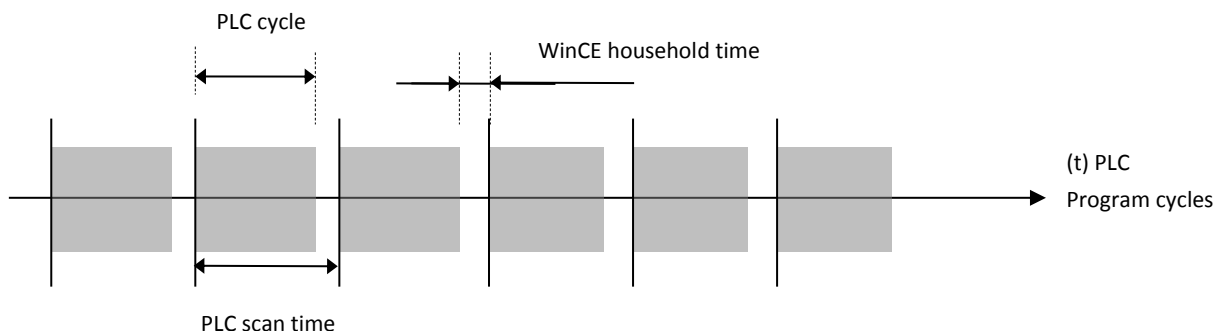 PLC cycle
WinCE household time
(t) PLC
Program cycles
PLC scan time